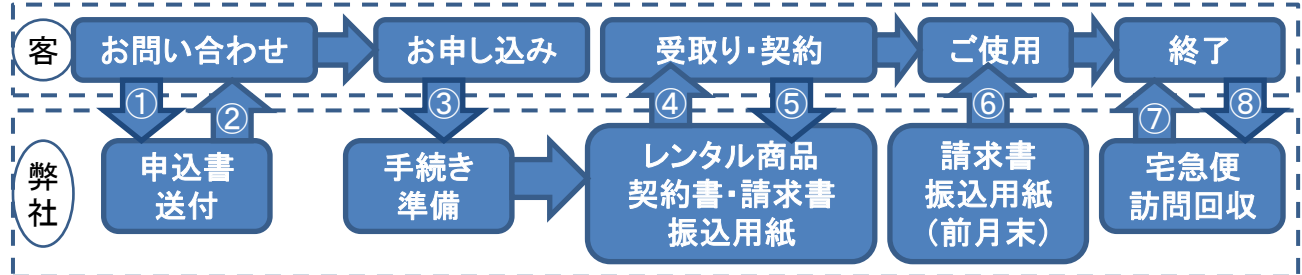 客
お問い合わせ
お申し込み
受取り・契約
ご使用
終了
①
②
③
④
⑤
⑥
⑦
⑧
弊
社
申込書
送付
手続き
準備
レンタル商品
契約書・請求書
振込用紙
請求書
振込用紙
(前月末)
宅急便
訪問回収